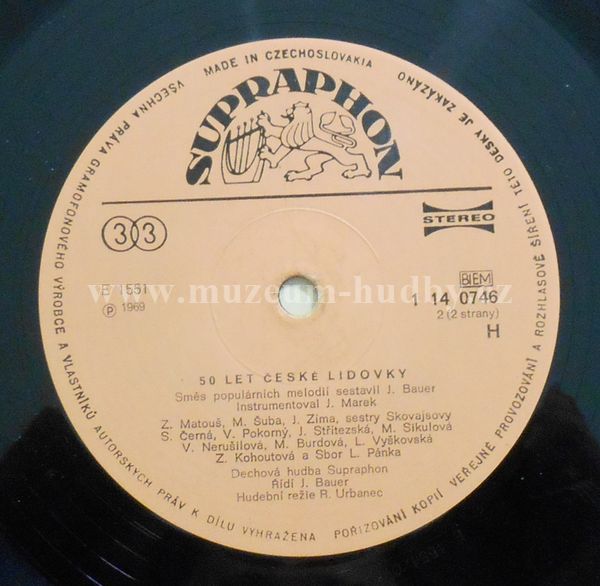 MADE IN CZECHOSLOVAKIA
VŠECHNA PRÁVA GRAMOFONOVÉHO VÝROBCE A VLASTNÍKŮ AUTORSKÝCH PRÁV K DÍLU VYHRAŽENA
POŘIZOVÁNÍ KOPIÍ VEŘEJNÉ PROVOZOVÁNÍ A ROZHLASOVÉ ŠÍŘENÍ TÉTO DESKY JE ZAKÁZÁNO
SUPRAPHON
33
STEREO
BIEM
1 14 0746
Ⓟ 1969
2 (2 strany)
H
www.muzeum-hudby.cz
50 LET ČESKÉ LIDOVKY
Směs populárních melodií sestavil J. Bauer
Instrumentoval J. Marek
Z. Matouš, M. Šuba, J. Zíma, sestry Skovajsovy
S. Černá, V. Pokorný, J. Střítezská, M. Sikulová
V. Nerušilová, M. Burdová, L. Vyškovská
Z. Kohoutová a Sbor L. Pánka
Dechová hudba Supraphon
Řídí J. Bauer
Hudební režie R. Urbanec